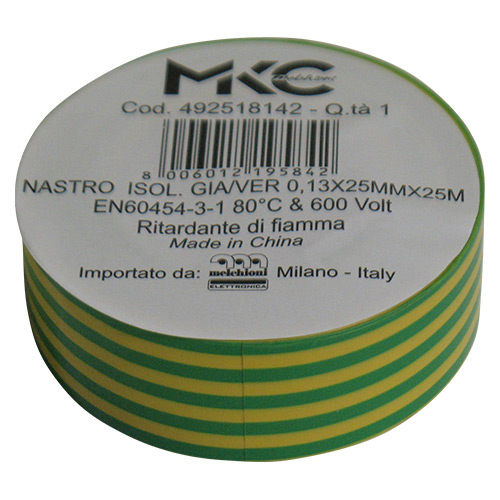 MKC
melchioni
Cod. 492518142 - Q.tà 1
8 006012 195842
NASTRO ISOL. GIA/VER 0,13X25MMX25M
EN60454-3-1 80°C & 600 Volt
Ritardante di fiamma
Made in China
Importato da: melchioni ELETTRONICA Milano - Italy